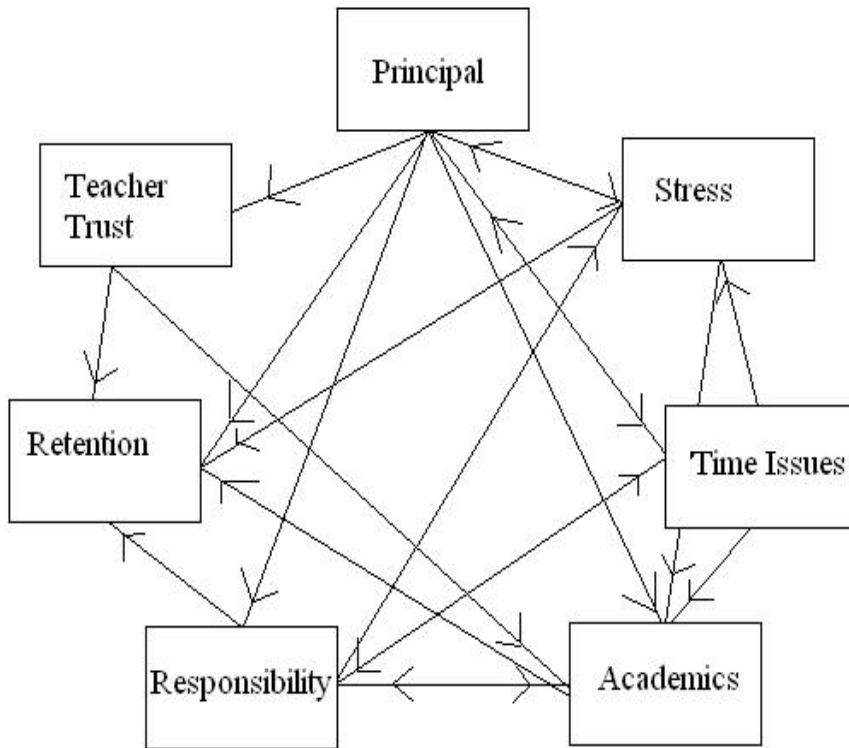 Principal
Teacher
Trust
Stress
Retention
Time Issues
Responsibility
Academics